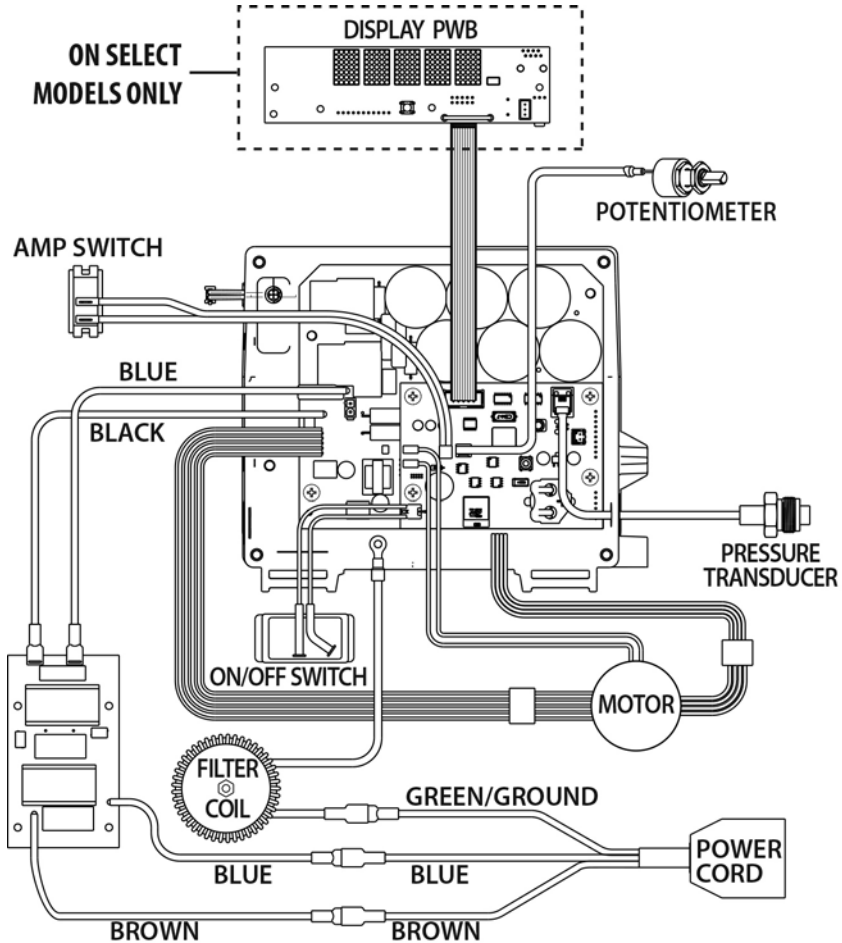 DISPLAY PWB
ON SELECT
MODELS ONLY
POTENTIOMETER
AMP SWITCH
BLUE
BLACK
PRESSURE
TRANSDUCER
ON/OFF SWITCH
MOTOR
FILTER
COIL
GREEN/GROUND
POWER
CORD
BLUE
BLUE
BROWN
BROWN